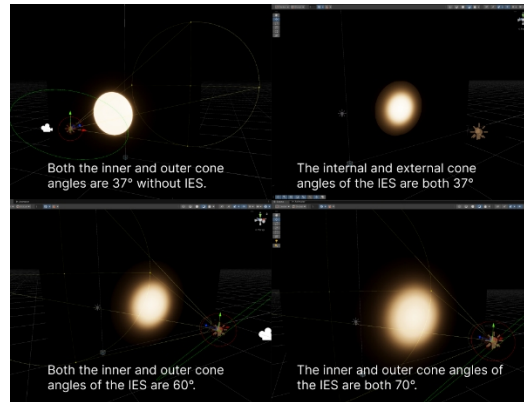 Both the inner and outer cone
angles are 37° without IES.
The internal and external cone
angles of the IES are both 37°
Both the inner and outer cone
angles of the IES are 60°.
The inner and outer cone angles of
the IES are both 70°.